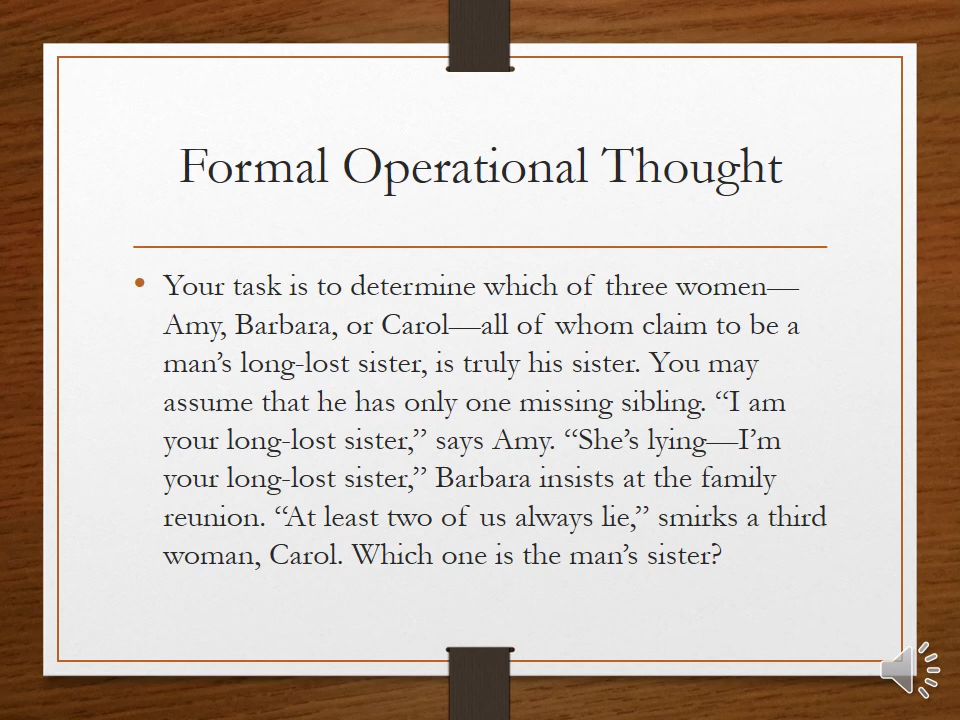 Formal Operational Thought
• Your task is to determine which of three women—
Amy, Barbara, or Carol—all of whom claim to be a
man’s long-lost sister, is truly his sister. You may
assume that he has only one missing sibling. “I am
your long-lost sister,” says Amy. “She’s lying—I’m
your long-lost sister,” Barbara insists at the family
reunion. “At least two of us always lie,” smirks a third
woman, Carol. Which one is the man’s sister?